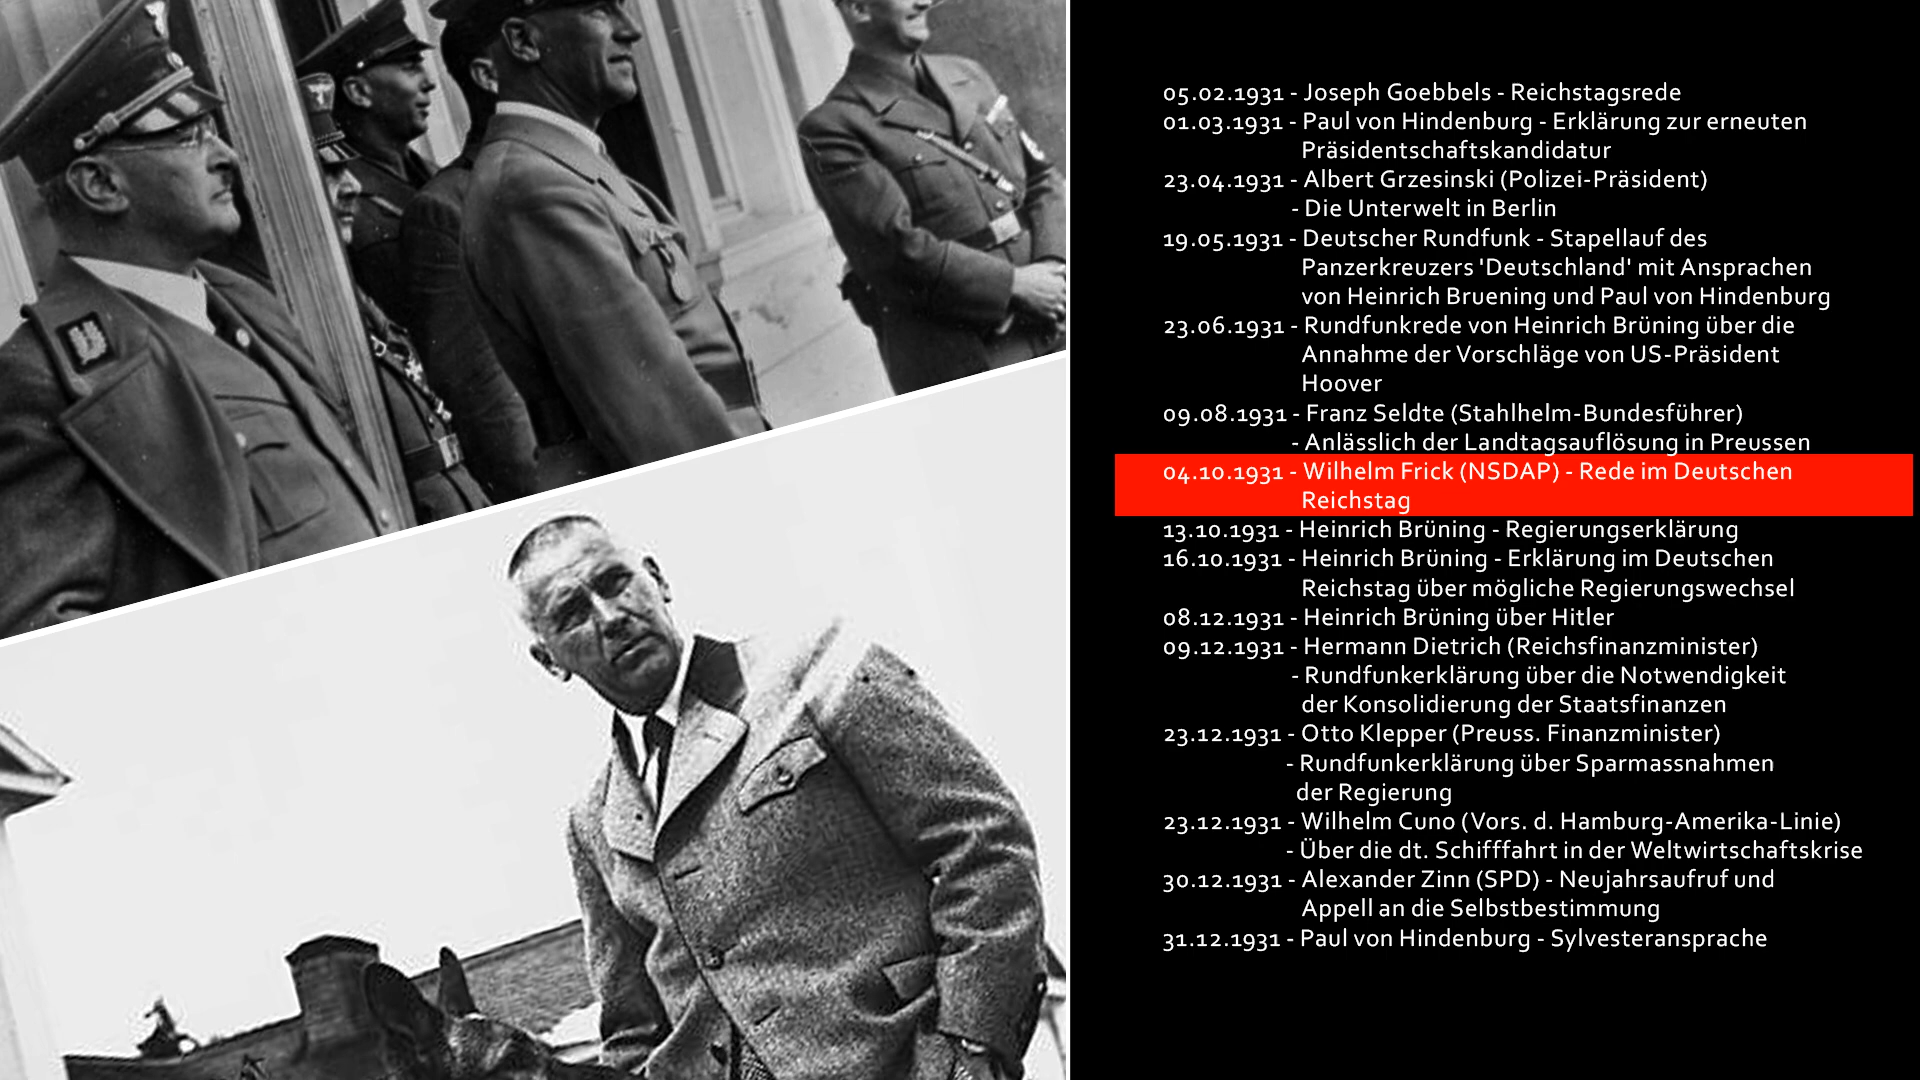 05.02.1931 - Joseph Goebbels - Reichstagsrede
01.03.1931 - Paul von Hindenburg - Erklärung zur erneuten
Präsidentschaftskandidatur
23.04.1931 - Albert Grzesinski (Polizei-Präsident)
- Die Unterwelt in Berlin
19.05.1931 - Deutscher Rundfunk - Stapellauf des
Panzerkreuzers 'Deutschland' mit Ansprachen
von Heinrich Bruening und Paul von Hindenburg
23.06.1931 - Rundfunkrede von Heinrich Brüning über die
Annahme der Vorschläge von US-Präsident
Hoover
09.08.1931 - Franz Seldte (Stahlhelm-Bundesführer)
- Anlässlich der Landtagsauflösung in Preussen
04.10.1931 - Wilhelm Frick (NSDAP) - Rede im Deutschen
Reichstag
13.10.1931 - Heinrich Brüning - Regierungserklärung
16.10.1931 - Heinrich Brüning - Erklärung im Deutschen
Reichstag über mögliche Regierungswechsel
08.12.1931 - Heinrich Brüning über Hitler
09.12.1931 - Hermann Dietrich (Reichsfinanzminister)
- Rundfunkerklärung über die Notwendigkeit
der Konsolidierung der Staatsfinanzen
23.12.1931 - Otto Klepper (Preuss. Finanzminister)
- Rundfunkerklärung über Sparmassnahmen
der Regierung
23.12.1931 - Wilhelm Cuno (Vors. d. Hamburg-Amerika-Linie)
- Über die dt. Schifffahrt in der Weltwirtschaftskrise
30.12.1931 - Alexander Zinn (SPD) - Neujahrsaufruf und
Appell an die Selbstbestimmung
31.12.1931 - Paul von Hindenburg - Sylvesteransprache